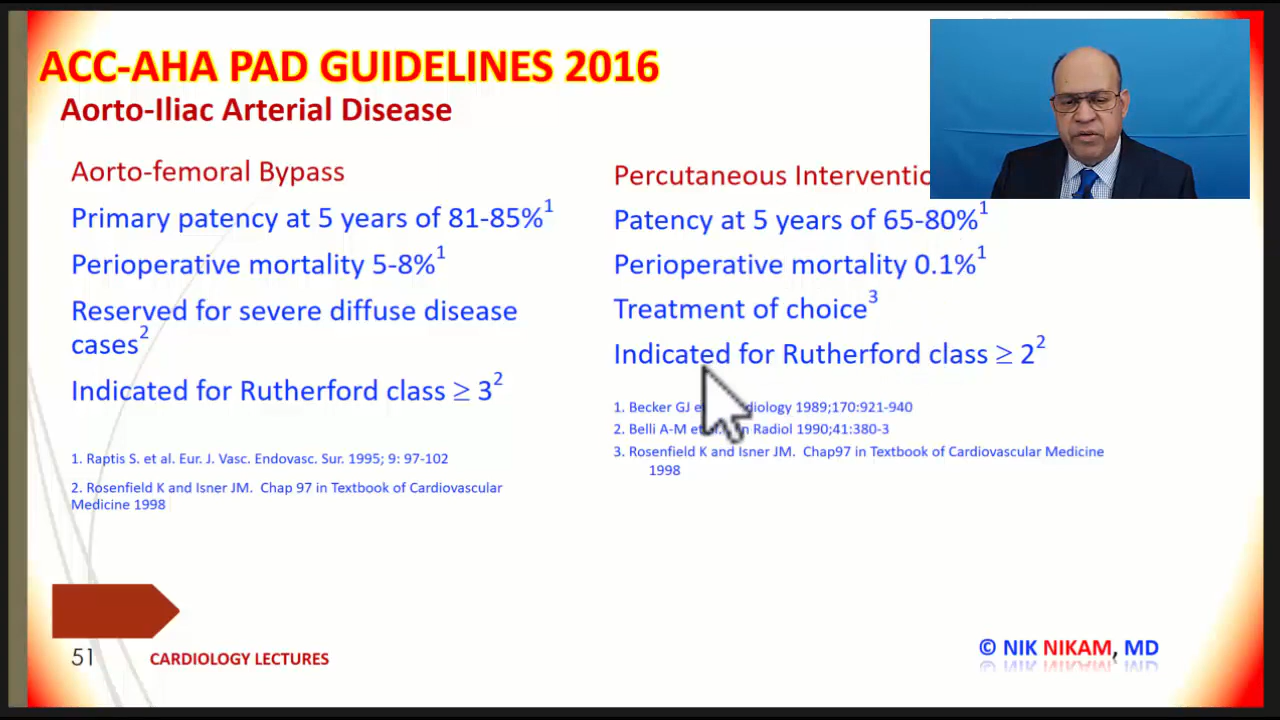 ACC-AHA PAD GUIDELINES 2016
Aorto-Iliac Arterial Disease
Aorto-femoral Bypass
Primary patency at 5 years of 81-85%1
Perioperative mortality 5-8%1
Reserved for severe diffuse disease
cases2
Indicated for Rutherford class ≥ 32
1. Raptis S. et al. Eur. J. Vasc. Endovasc. Sur. 1995; 9: 97-102
2. Rosenfield K and Isner JM. Chap 97 in Textbook of Cardiovascular
Medicine 1998
Percutaneous
Patency at 5 years of 65-80%1
Perioperative mortality 0.1%1
Treatment of choice3
Indicated for Rutherford class ≥ 22
1. Becker GJ 1989;170:921-940
2. Belli A-M Radiol 1990;41:380-3
3. Rosenfield K and Isner JM. Chap97 in Textbook of Cardiovascular Medicine
1998
51
CARDIOLOGY LECTURES
© NIK NIKAM, MD